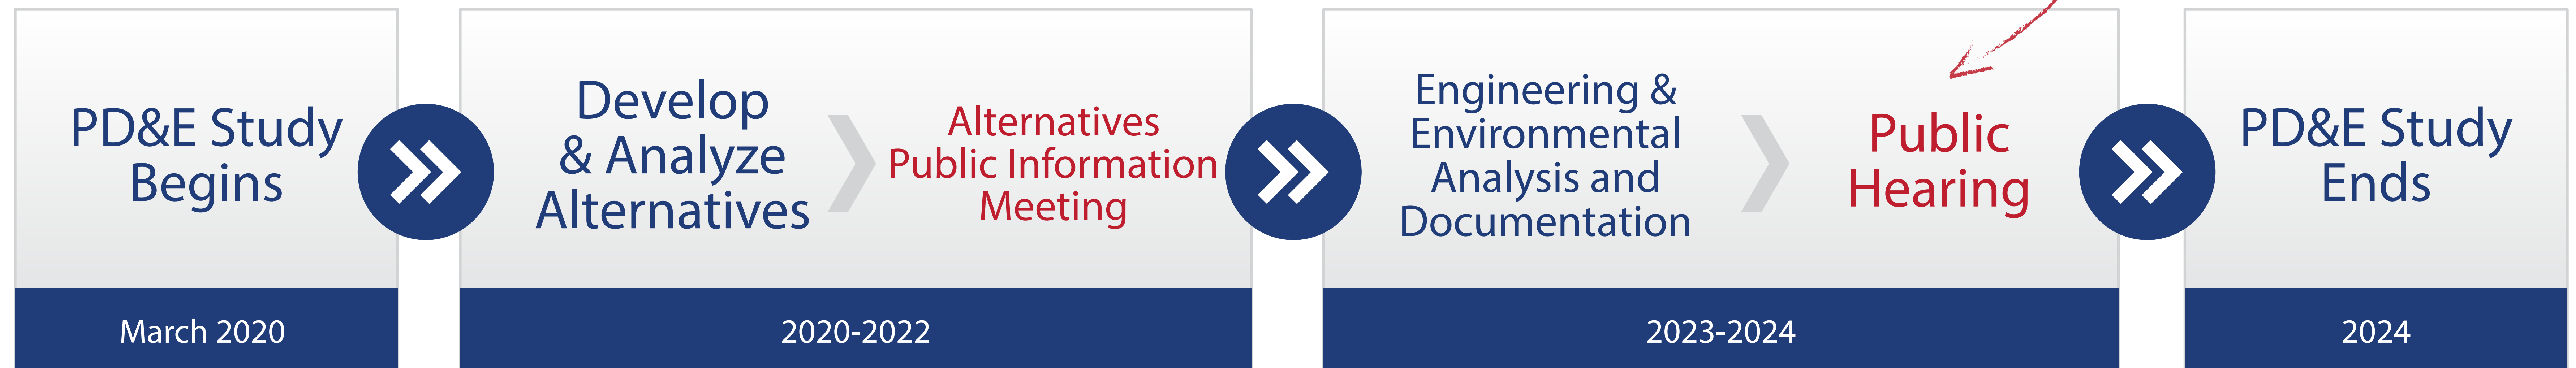 PD&E Study
Begins
March 2020
Develop
& Analyze
Alternatives
Alternatives
Public Information
Meeting
2020-2022
Engineering &
Environmental
Analysis and
Documentation
Public
Hearing
2023-2024
PD&E Study
Ends
2024